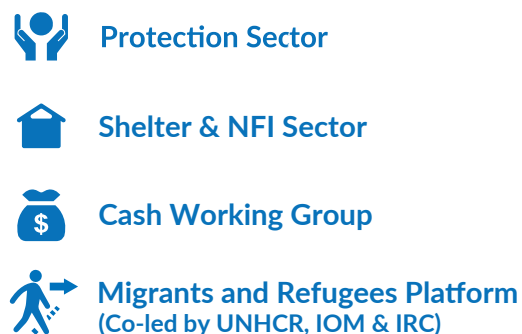 Protection Sector
Shelter & NFI Sector
$
Cash Working Group
Migrants and Refugees Platform
(Co-led by UNHCR, IOM & IRC)